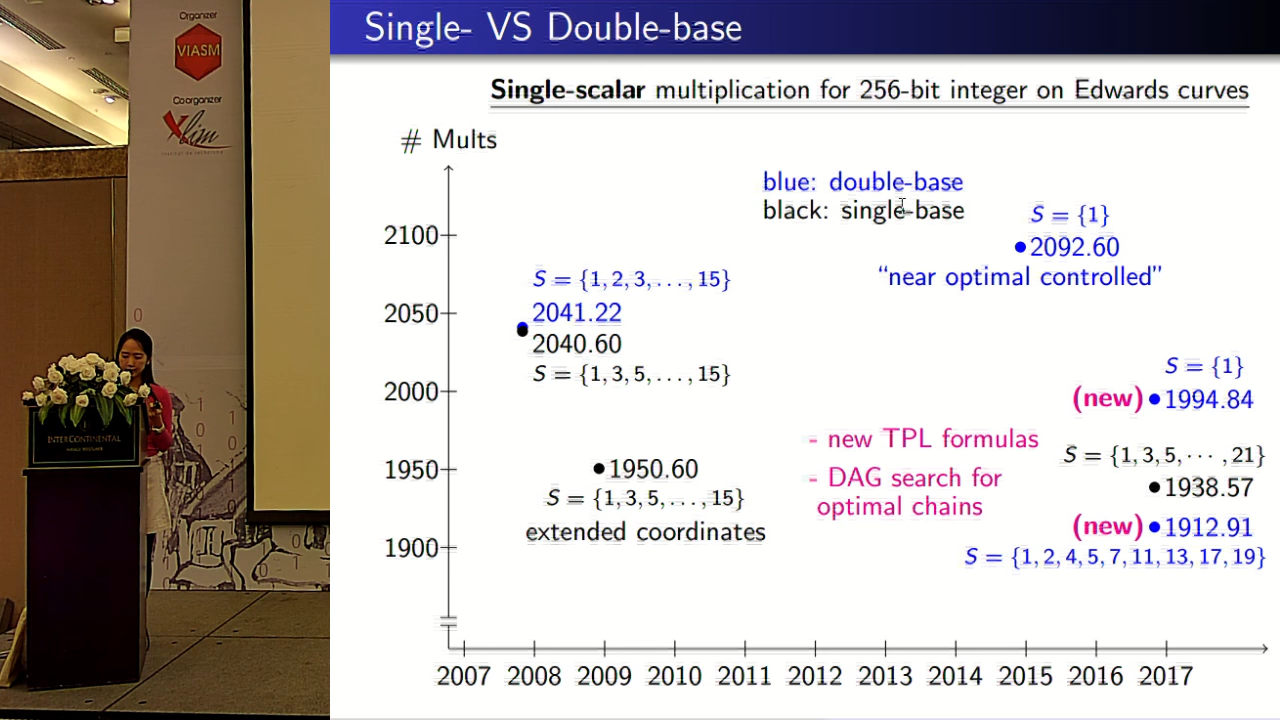 Organizer
VIASM
Coorganizer
Xlim
INTERCONTINENTAL
Single- VS Double-base
Single-scalar multiplication for 256-bit integer on Edwards curves
# Mults
blue: double-base
black: single-base
S = {1}
2092.60
"near optimal controlled"
S = {1, 2, 3, . . . , 15}
2041.22
2040.60
S = {1, 3, 5, . . . , 15}
S = {1}
(new) 1994.84
- new TPL formulas
- DAG search for
optimal chains
S = {1, 3, 5, · · · , 21}
1938.57
1950.60
S = {1, 3, 5, . . . , 15}
extended coordinates
(new) 1912.91
S = {1, 2, 4, 5, 7, 11, 13, 17, 19}
2100
2050
2000
1950
1900
2007 2008 2009 2010 2011 2012 2013 2014 2015 2016 2017